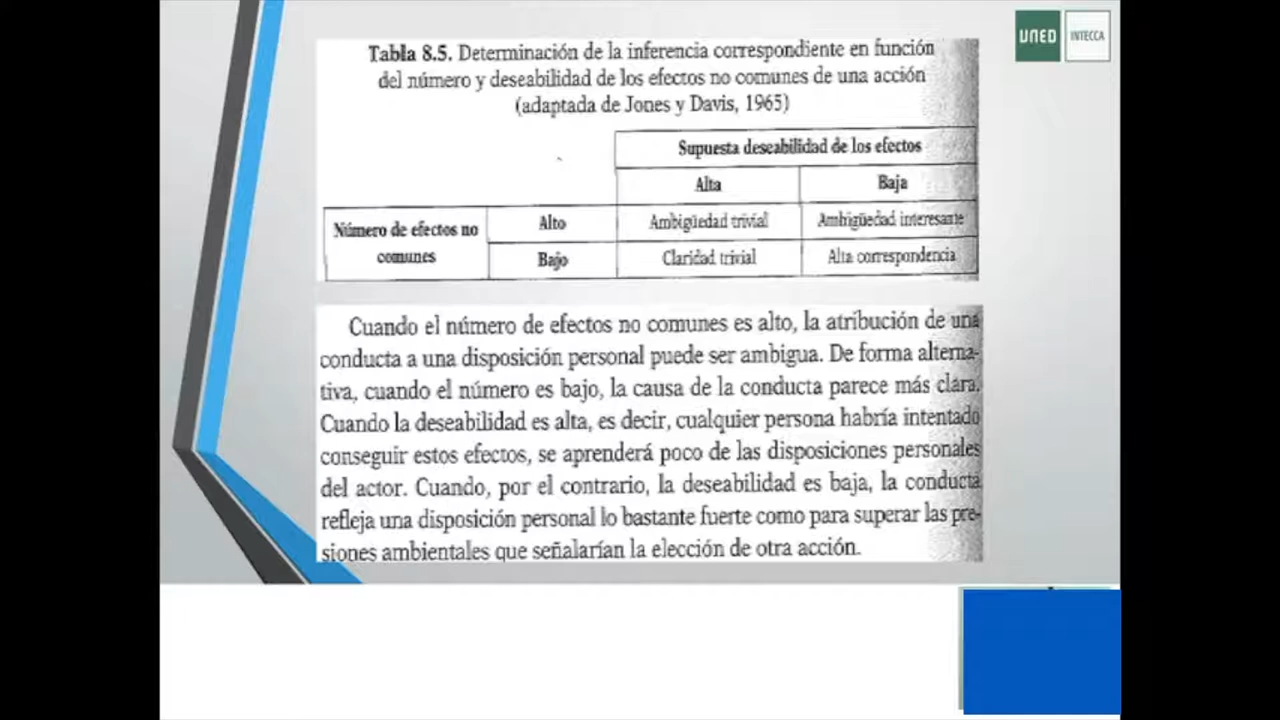 UNED
INTECCA
Tabla 8.5. Determinación de la inferencia correspondiente en función
del número y deseabilidad de los efectos no comunes de una acción
(adaptada de Jones y Davis, 1965)
Supuesta deseabilidad de los efectos
Alta Baja
Número de efectos no comunes
Alto Ambigüedad trivial Ambigüedad interesante
Bajo Claridad trivial Alta correspondencia
Cuando el número de efectos no comunes es alto, la atribución de una
conducta a una disposición personal puede ser ambigua. De forma alterna-
tiva, cuando el número es bajo, la causa de la conducta parece más clara.
Cuando la deseabilidad es alta, es decir, cualquier persona habría intentado
conseguir estos efectos, se aprenderá poco de las disposiciones personales
del actor. Cuando, por el contrario, la deseabilidad es baja, la conducta
refleja una disposición personal lo bastante fuerte como para superar las pre-
siones ambientales que señalarían la elección de otra acción.